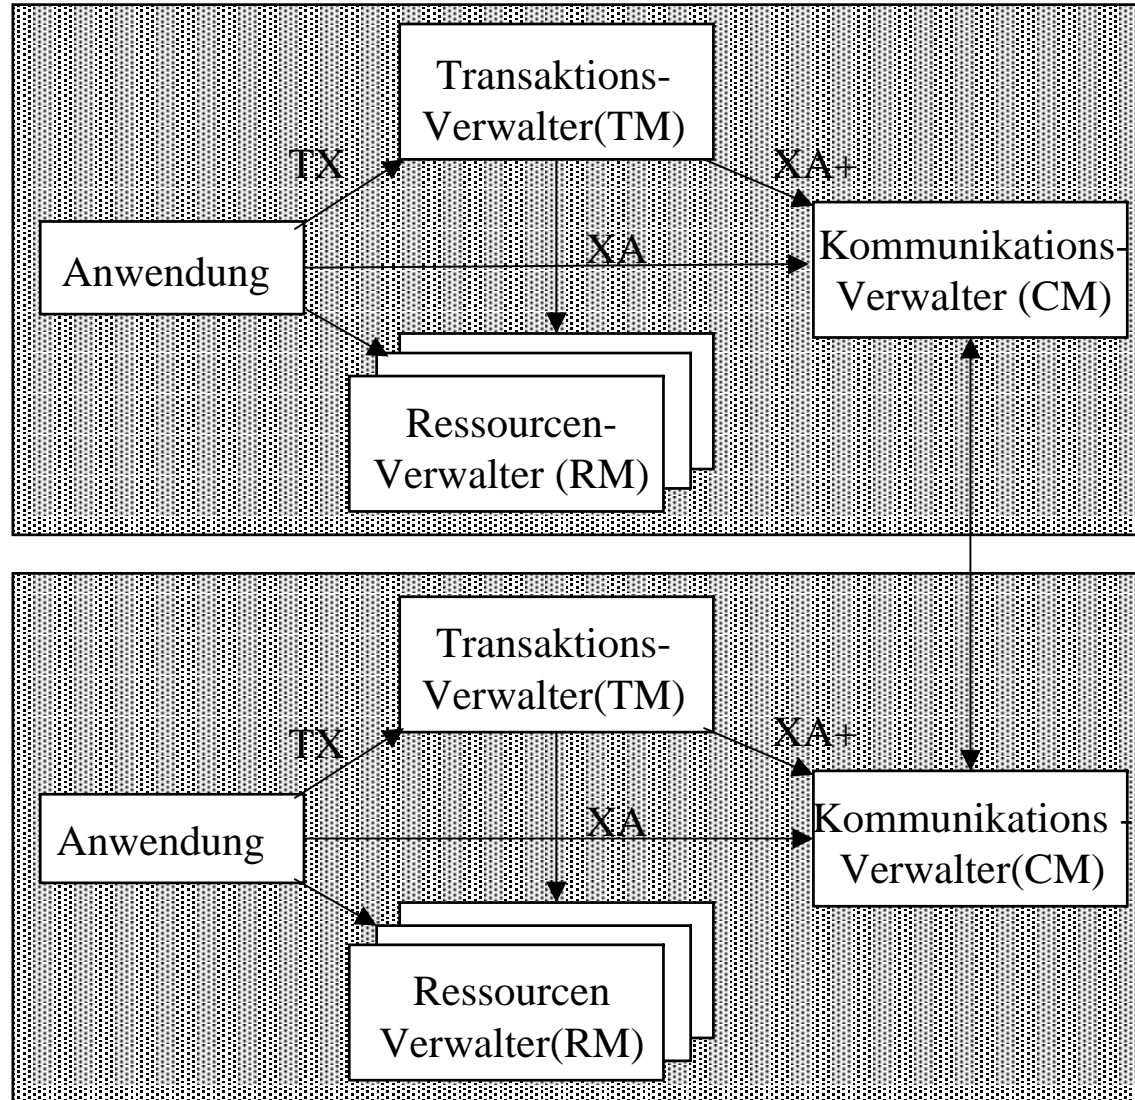 Transaktions-
Verwalter(TM)
TX
XA+
Anwendung
XA
Kommunikations-
Verwalter (CM)
Ressourcen-
Verwalter (RM)
Transaktions-
Verwalter(TM)
TX
XA+
Anwendung
XA
Kommunikations -
Verwalter(CM)
Ressourcen
Verwalter(RM)